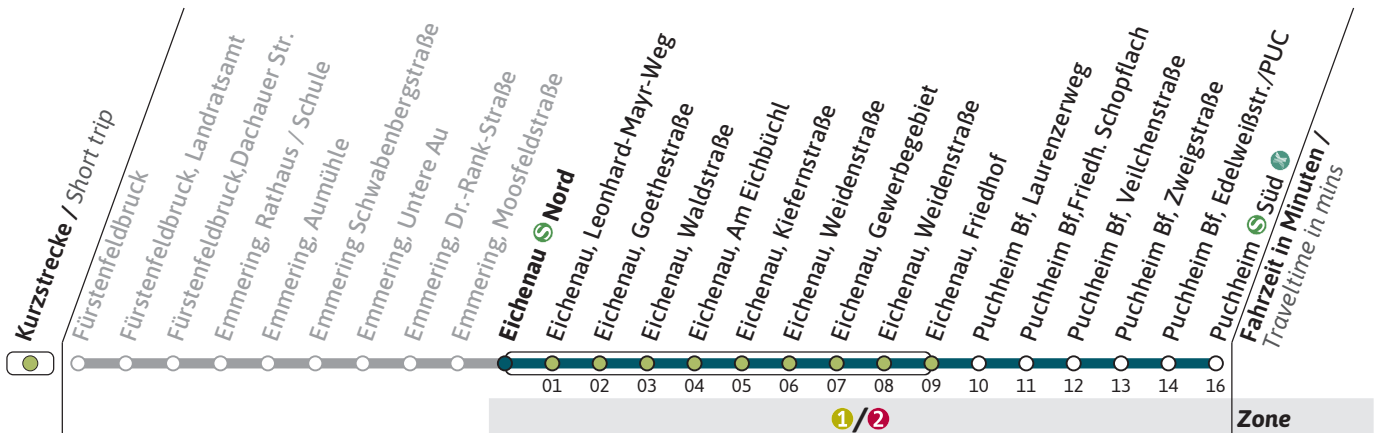 Kurzstrecke / Short trip
Fürstenfeldbruck
Fürstenfeldbruck, Landratsamt
Fürstenfeldbruck,Dachauer Str.
Emmering, Rathaus / Schule
Emmering, Aumühle
Emmering Schwabenbergstraße
Emmering, Untere Au
Emmering, Dr.-Rank-Straße
Emmering, Moosfeldstraße
Eichenau S Nord
Eichenau, Leonhard-Mayr-Weg
Eichenau, Goethestraße
Eichenau, Waldstraße
Eichenau, Am Eichbüchl
Eichenau, Kiefernstraße
Eichenau, Weidenstraße
Eichenau, Gewerbegebiet
Eichenau, Weidenstraße
Eichenau, Friedhof
Puchheim Bf, Laurenzerweg
Puchheim Bf,Friedh. Schopflach
Puchheim Bf, Veilchenstraße
Puchheim Bf, Zweigstraße
Puchheim Bf, Edelweißstr./PUC
Puchheim S Süd
Fahrzeit in Minuten /
Traveltime in mins
01 02 03 04 05 06 07 08 09 10 11 12 13 14 16
1/2 Zone